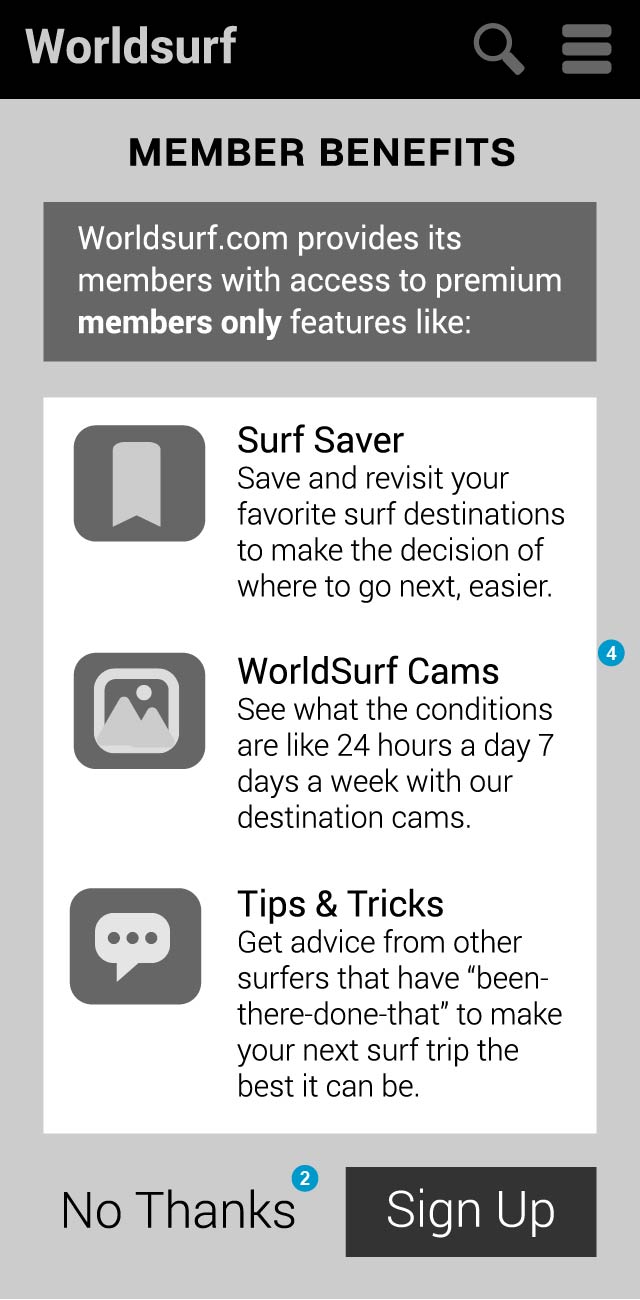 Worldsurf
MEMBER BENEFITS
Worldsurf.com provides its
members with access to premium
members only features like:
Surf Saver
Save and revisit your
favorite surf destinations
to make the decision of
where to go next, easier.
4
WorldSurf Cams
See what the conditions
are like 24 hours a day 7
days a week with our
destination cams.
Tips & Tricks
Get advice from other
surfers that have “been-
there-done-that” to make
your next surf trip the
best it can be.
No Thanks
2
Sign Up